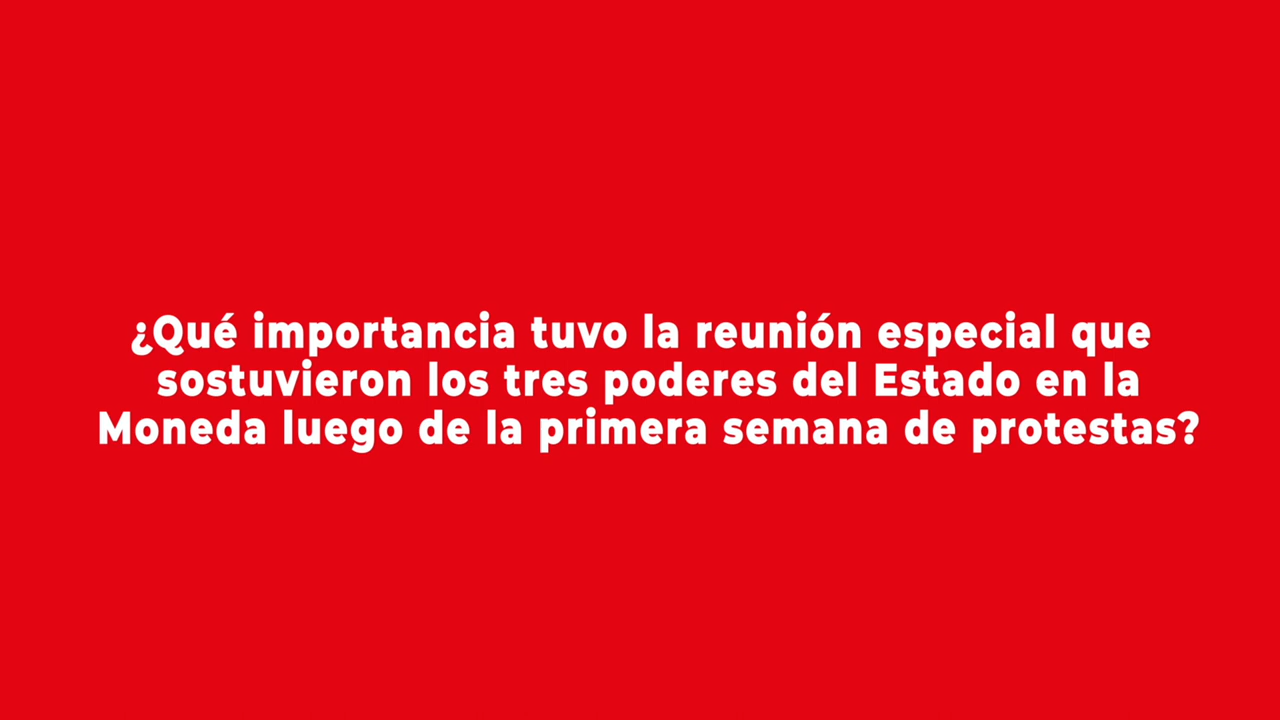 ¿Qué importancia tuvo la reunión especial que
sostuvieron los tres poderes del Estado en la
Moneda luego de la primera semana de protestas?